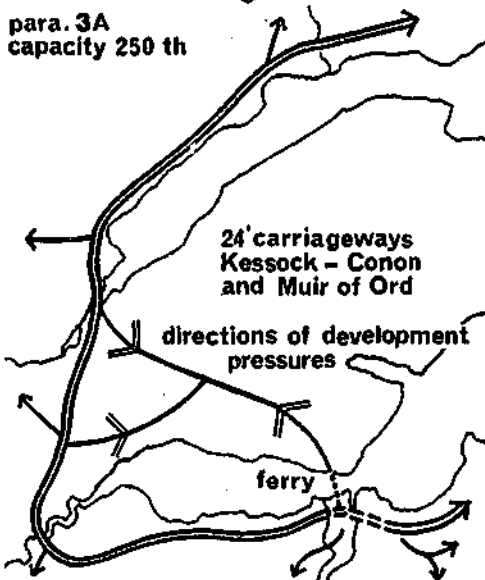 para. 3A
capacity 250 th
24' carriageways
Kessock – Conon
and Muir of Ord
directions of development
pressures
ferry